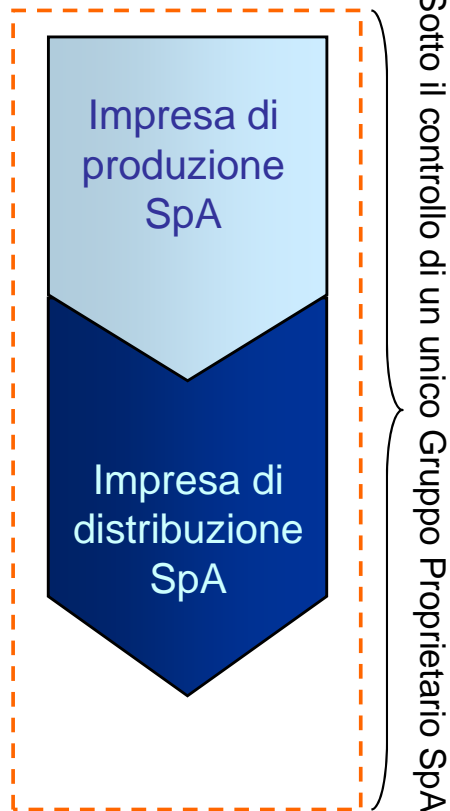 Impresa di
produzione
SpA
Impresa di
distribuzione
SpA
Sotto il controllo di un unico Gruppo Proprietario SpA